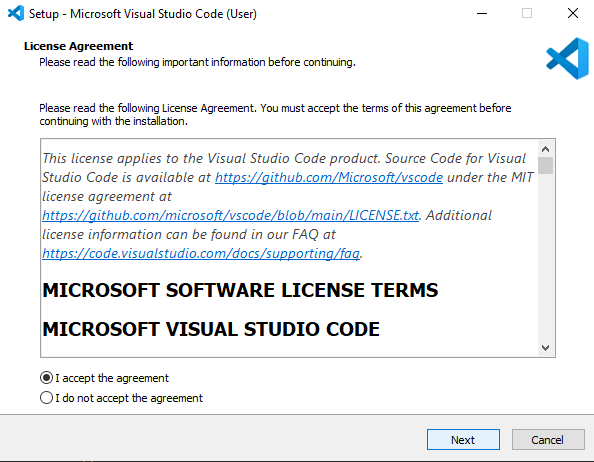 Setup - Microsoft Visual Studio Code (User)
License Agreement
Please read the following important information before continuing.
Please read the following License Agreement. You must accept the terms of this agreement before
continuing with the installation.
This license applies to the Visual Studio Code product. Source Code for Visual
Studio Code is available at https://github.com/Microsoft/vscode under the MIT
license agreement at
https://github.com/microsoft/vscode/blob/main/LICENSE.txt. Additional
license information can be found in our FAQ at
https://code.visualstudio.com/docs/supporting/faq.
MICROSOFT SOFTWARE LICENSE TERMS
MICROSOFT VISUAL STUDIO CODE
I accept the agreement
I do not accept the agreement
Next
Cancel